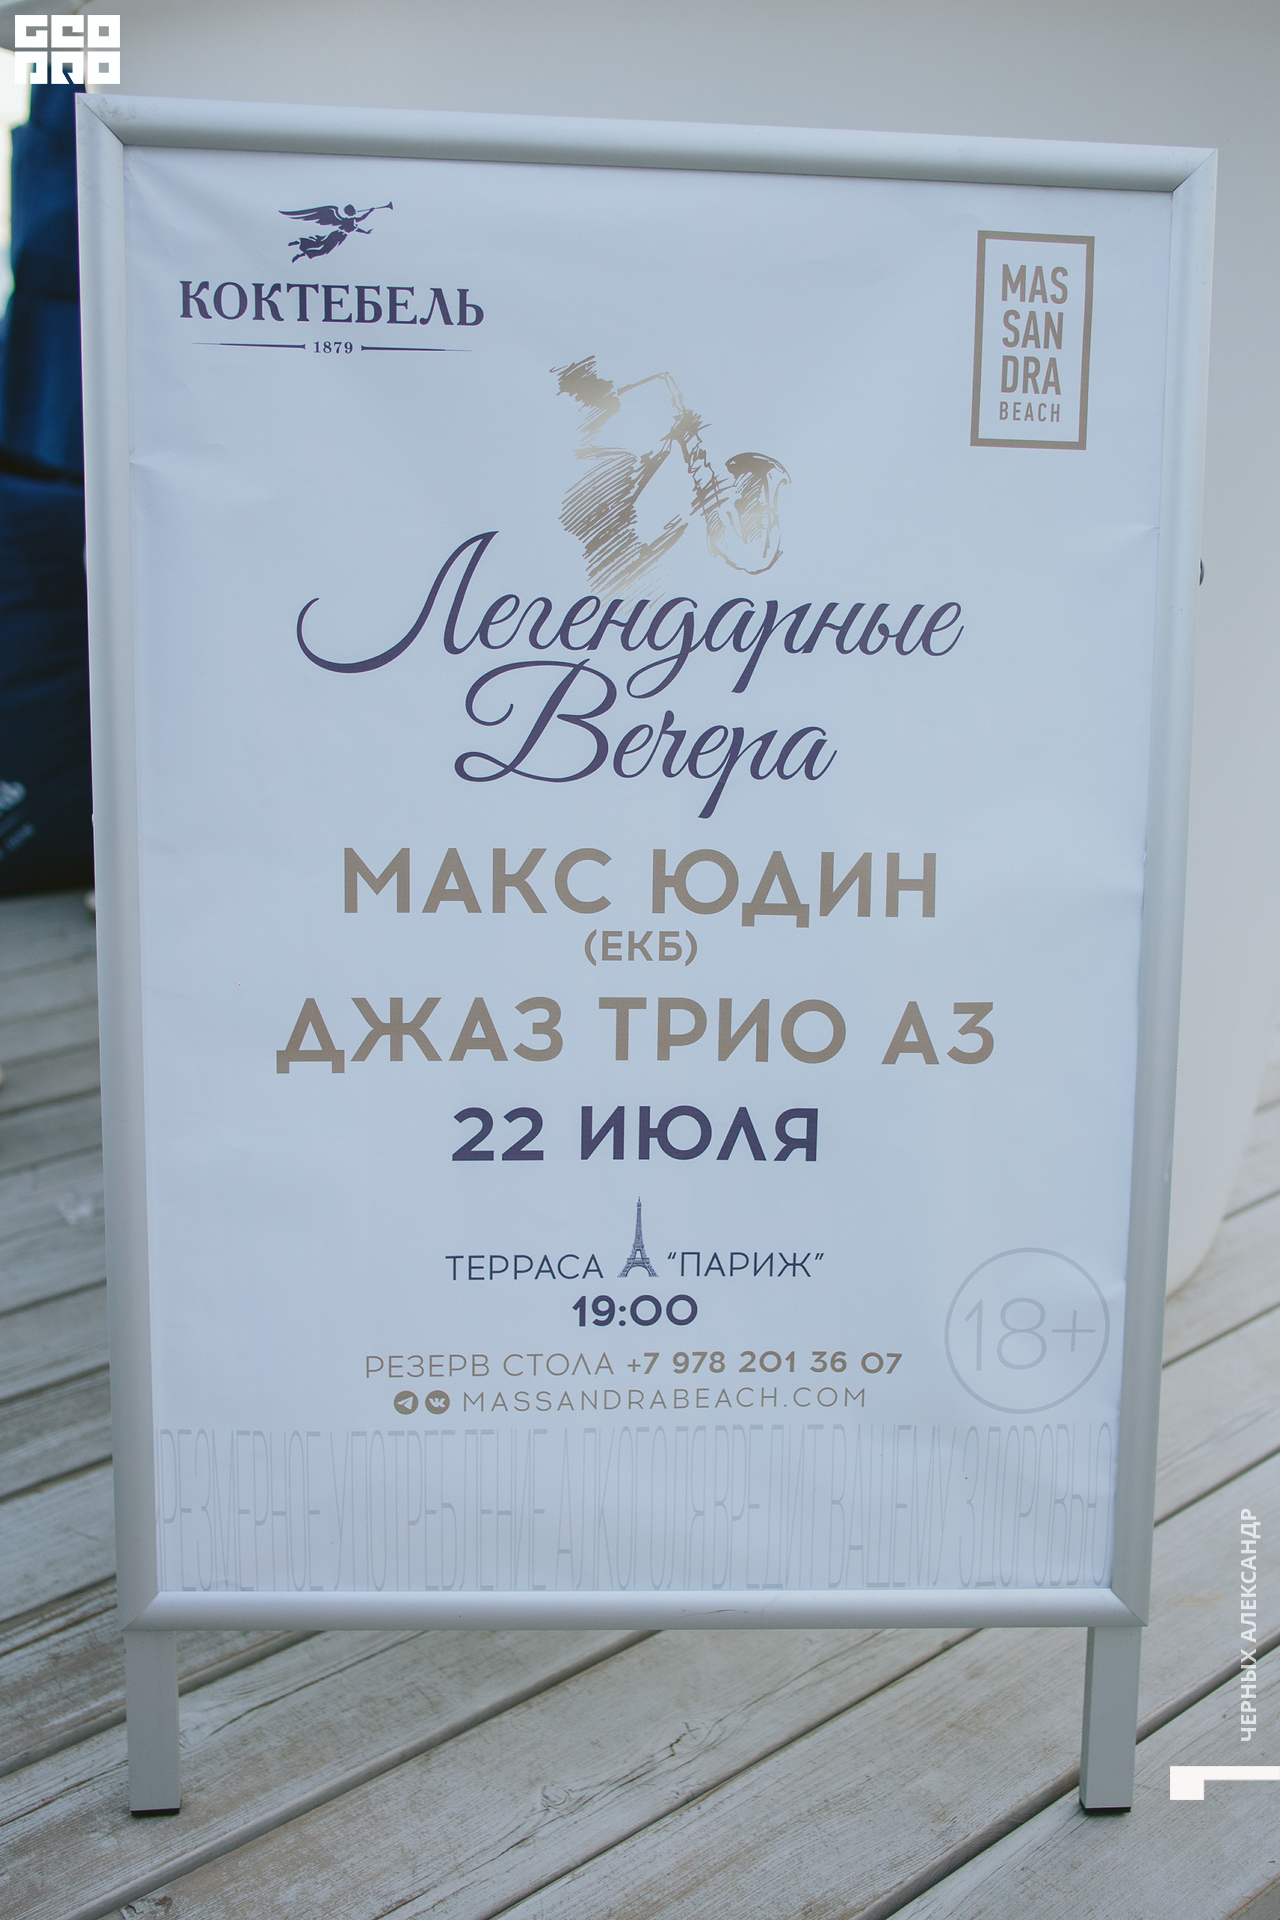 GEO
PRO
КОКТЕБЕЛЬ
1879
MAS
SAN
DRA
BEACH
Легендарные
Вечера
МАКС ЮДИН
(ЕКБ)
ДЖАЗ ТРИО А3
22 ИЮЛЯ
ТЕРРАСА "ПАРИЖ"
19:00
18+
РЕЗЕРВ СТОЛА +7 978 201 36 07
MASSANDRABEACH.COM
ЧРЕЗМЕРНОЕ УПОТРЕБЛЕНИЕ АЛКОГОЛЯ ВРЕДИТ ВАШЕМУ ЗДОРОВЬЮ
ЧЕРНЫХ АЛЕКСАНДР